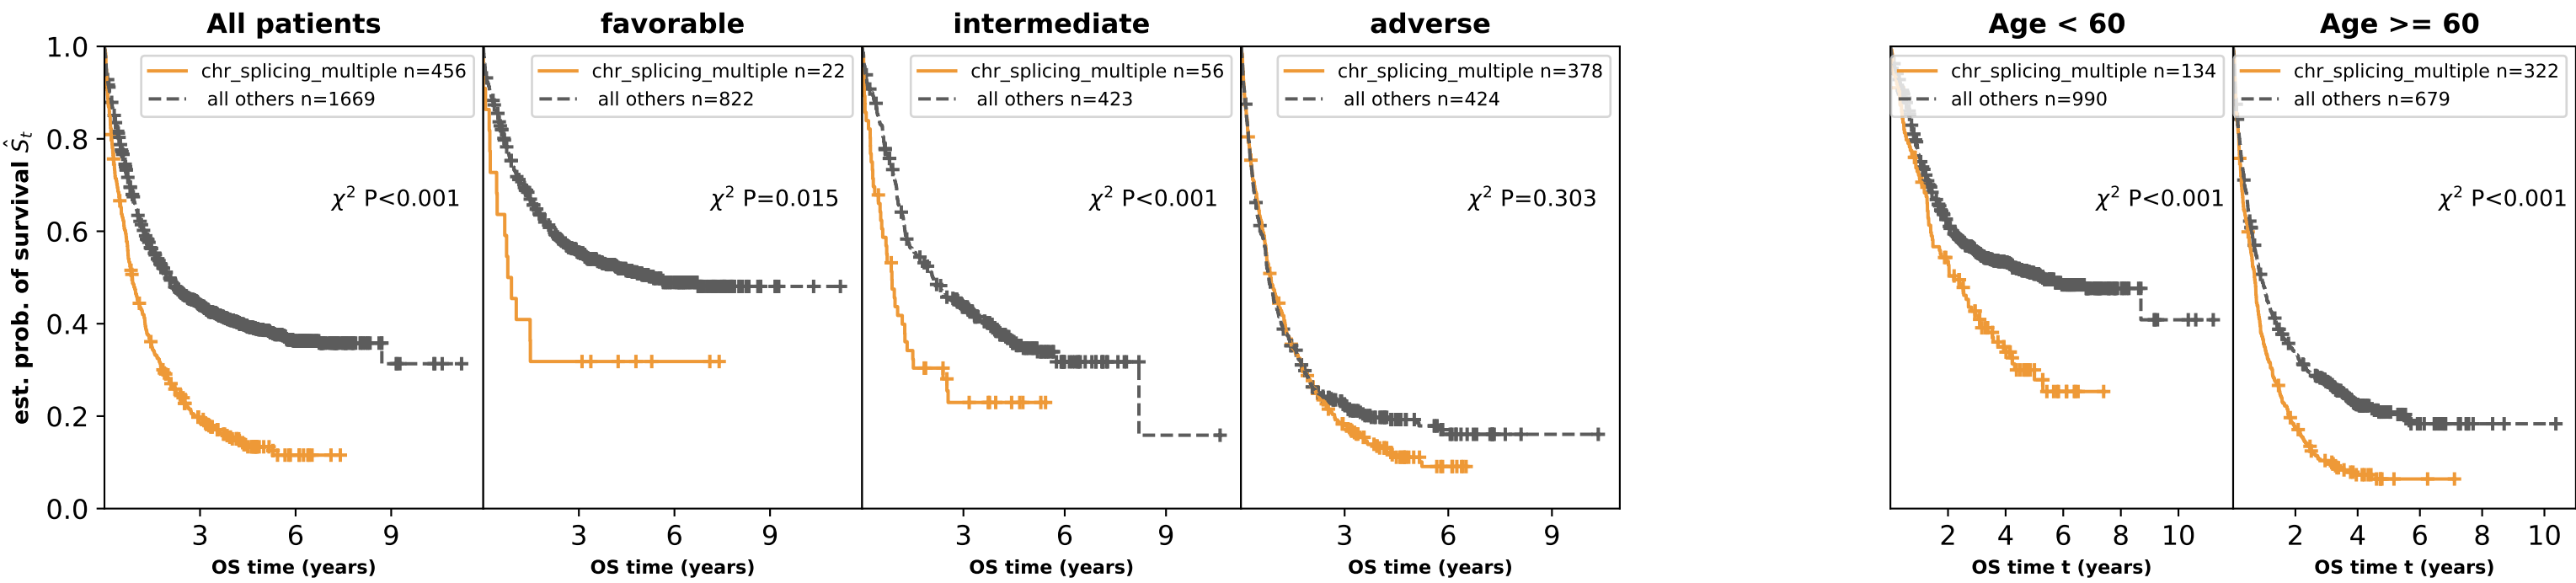 All patients
favorable
intermediate
adverse
Age < 60
Age >= 60
est. prob. of survival Ŝₜ
1.0
0.8
0.6
0.4
0.2
0.0
chr_splicing_multiple n=456
all others n=1669
χ² P<0.001
3 6 9
OS time (years)
chr_splicing_multiple n=22
all others n=822
χ² P=0.015
3 6 9
OS time (years)
chr_splicing_multiple n=56
all others n=423
χ² P<0.001
3 6 9
OS time (years)
chr_splicing_multiple n=378
all others n=424
χ² P=0.303
3 6 9
OS time (years)
chr_splicing_multiple n=134
all others n=990
χ² P<0.001
2 4 6 8 10
OS time t (years)
chr_splicing_multiple n=322
all others n=679
χ² P<0.001
2 4 6 8 10
OS time t (years)